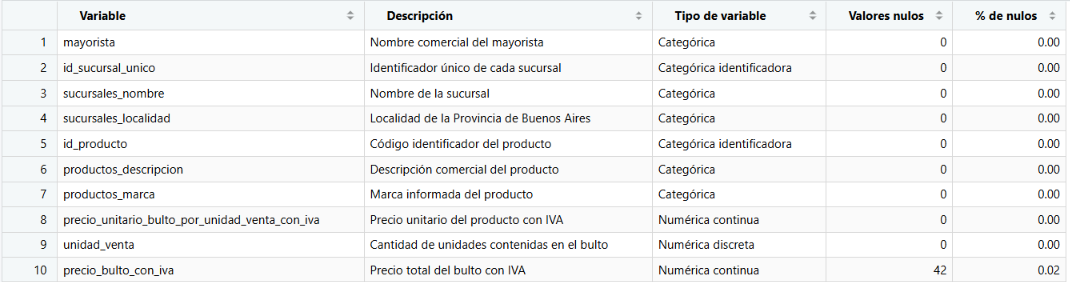 Variable Descripción Tipo de variable Valores nulos % de nulos
1 mayorista Nombre comercial del mayorista Categórica 0 0.00
2 id_sucursal_unico Identificador único de cada sucursal Categórica identificadora 0 0.00
3 sucursales_nombre Nombre de la sucursal Categórica 0 0.00
4 sucursales_localidad Localidad de la Provincia de Buenos Aires Categórica 0 0.00
5 id_producto Código identificador del producto Categórica identificadora 0 0.00
6 productos_descripcion Descripción comercial del producto Categórica 0 0.00
7 productos_marca Marca informada del producto Categórica 0 0.00
8 precio_unitario_bulto_por_unidad_venta_con_iva Precio unitario del producto con IVA Numérica continua 0 0.00
9 unidad_venta Cantidad de unidades contenidas en el bulto Numérica discreta 0 0.00
10 precio_bulto_con_iva Precio total del bulto con IVA Numérica continua 42 0.02